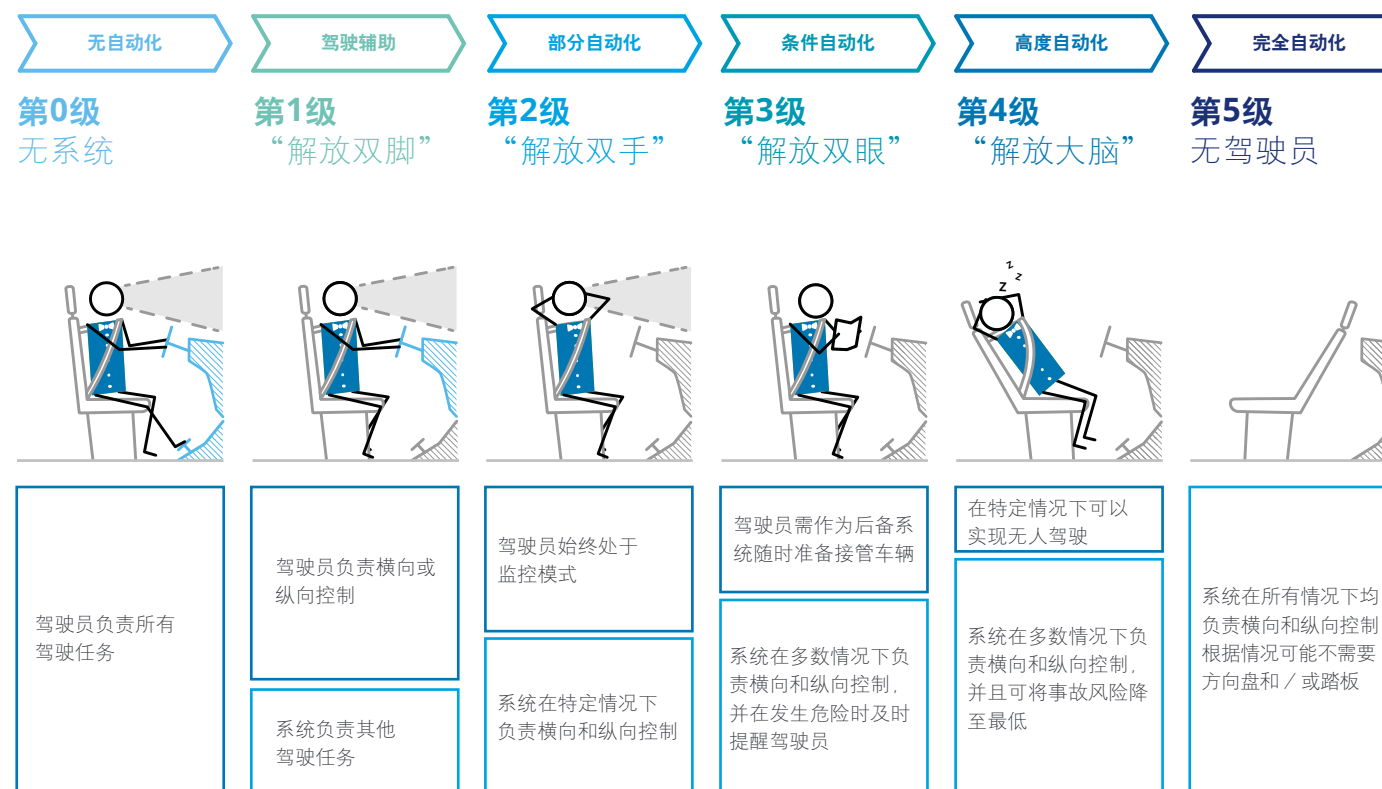 无自动化
驾驶辅助
部分自动化
条件自动化
高度自动化
完全自动化
第0级
无系统
第1级
“解放双脚”
第2级
“解放双手”
第3级
“解放双眼”
第4级
“解放大脑”
第5级
无驾驶员
z
z
z
驾驶员负责所有
驾驶任务
驾驶员负责横向或
纵向控制
系统负责其他
驾驶任务
驾驶员始终处于
监控模式
系统在特定情况下
负责横向和纵向控制
驾驶员需作为后备系
统随时准备接管车辆
系统在多数情况下负
责横向和纵向控制，
并在发生危险时及时
提醒驾驶员
在特定情况下可以
实现无人驾驶
系统在多数情况下负
责横向和纵向控制，
并且可将事故风险降
至最低
系统在所有情况下均
负责横向和纵向控制
根据情况可能不需要
方向盘和／或踏板